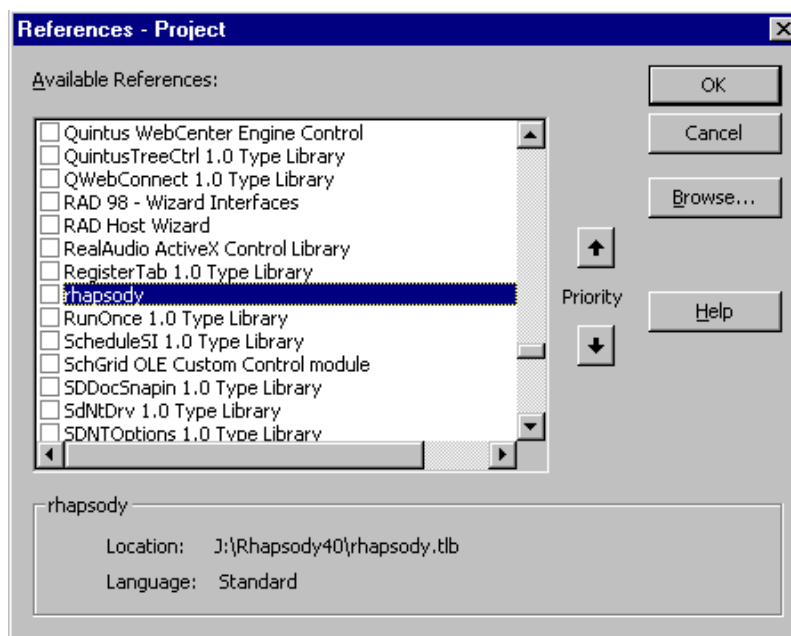 References - Project
Available References:
Quintus WebCenter Engine Control
QuintusTreeCtrl 1.0 Type Library
QWebConnect 1.0 Type Library
RAD 98 - Wizard Interfaces
RAD Host Wizard
RealAudio ActiveX Control Library
RegisterTab 1.0 Type Library
rhapsody
RunOnce 1.0 Type Library
ScheduleSI 1.0 Type Library
SchGrid OLE Custom Control module
SDDocSnapin 1.0 Type Library
SdNtDrv 1.0 Type Library
SDNTOptions 1.0 Type Library
Priority
OK
Cancel
Browse...
Help
rhapsody
Location: J:\Rhapsody40\rhapsody.tlb
Language: Standard